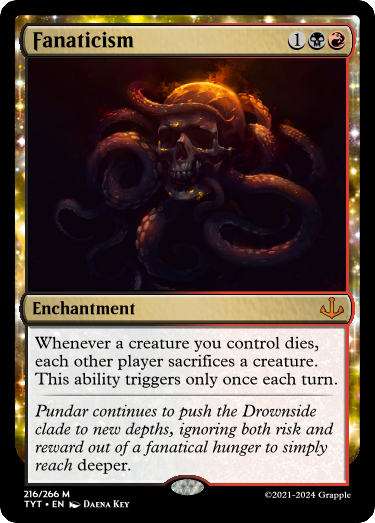 Fanaticism 1
Enchantment
Whenever a creature you control dies,
each other player sacrifices a creature.
This ability triggers only once each turn.
Pundar continues to push the Drownside
clade to new depths, ignoring both risk and
reward out of a fanatical hunger to simply
reach deeper.
216/266 M
TYT • EN Daena Key
©2021-2024 Grapple